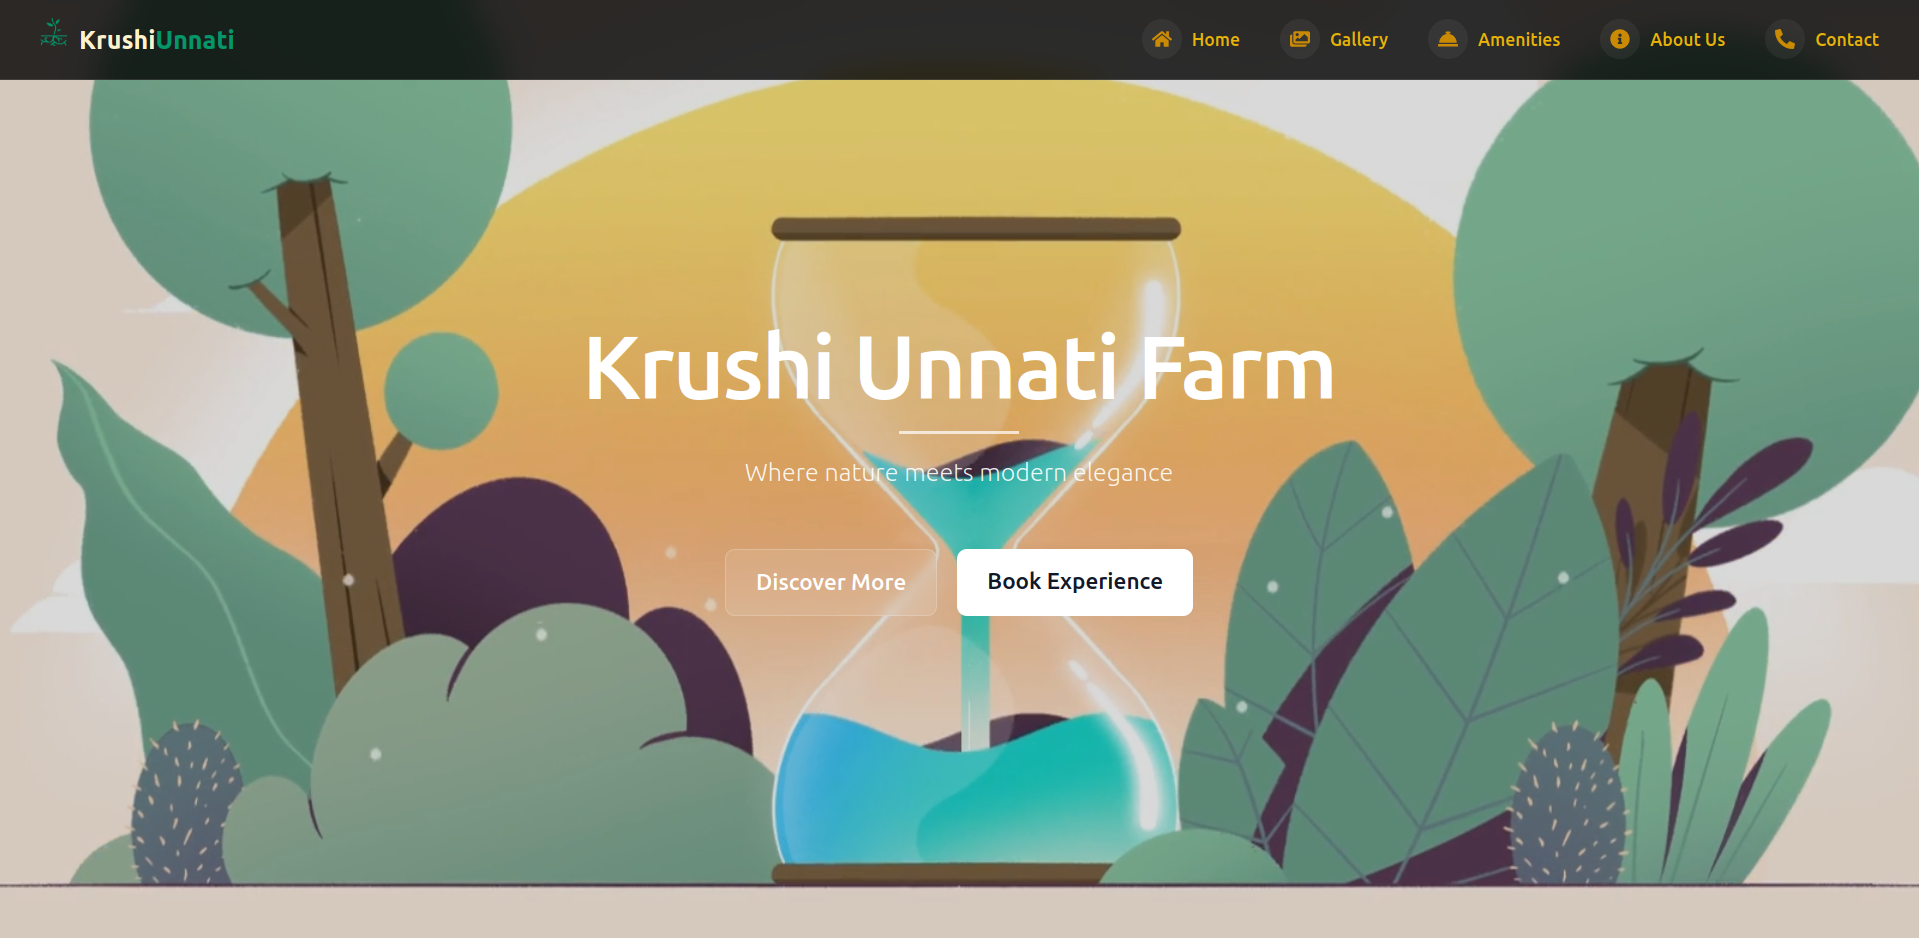 KrushiUnnati
Home
Gallery
Amenities
About Us
Contact
Krushi Unnati Farm
Where nature meets modern elegance
Discover More
Book Experience